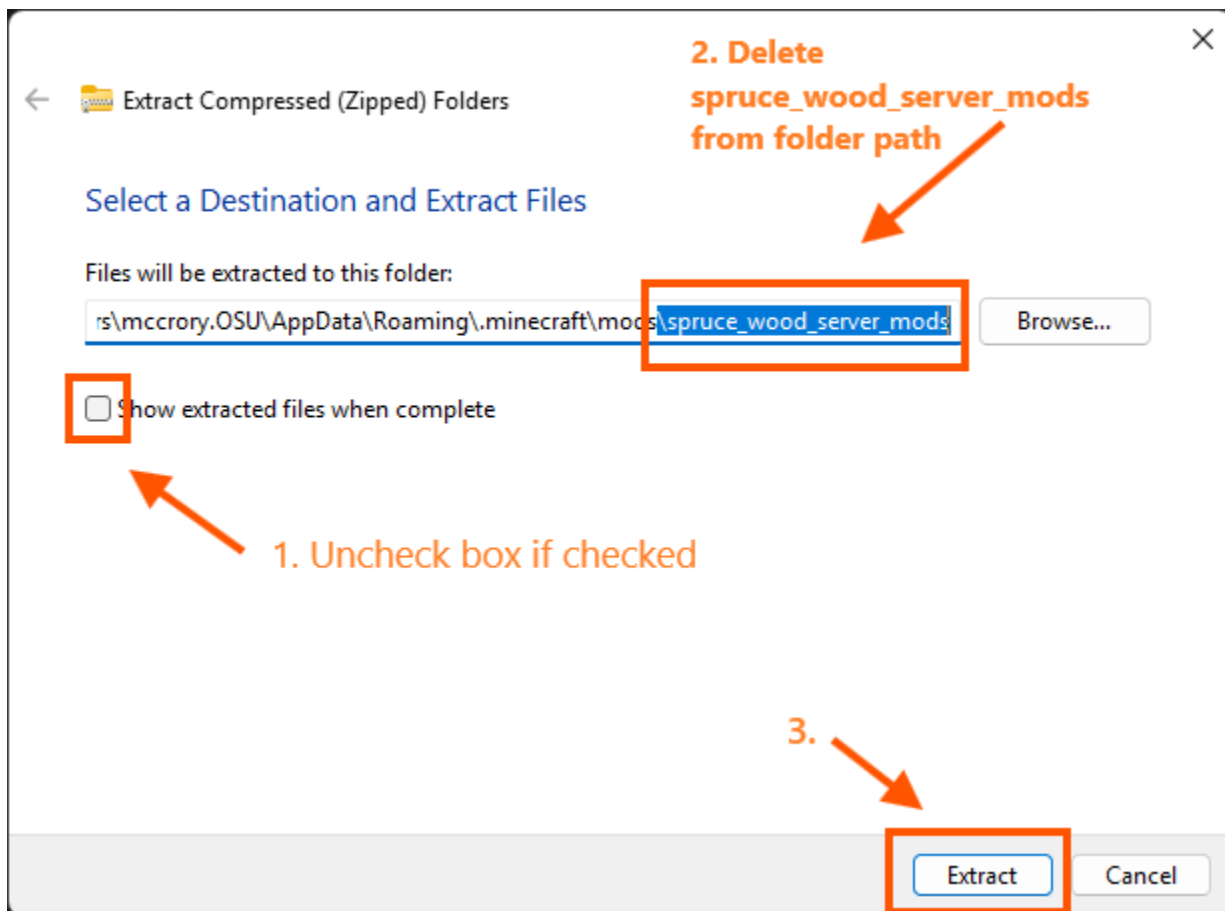 2. Delete
spruce_wood_server_mods
from folder path
Extract Compressed (Zipped) Folders
Select a Destination and Extract Files
Files will be extracted to this folder:
rs\mccrory.OSU\AppData\Roaming\.minecraft\mods\spruce_wood_server_mods
Browse...
Show extracted files when complete
1. Uncheck box if checked
3.
Extract
Cancel